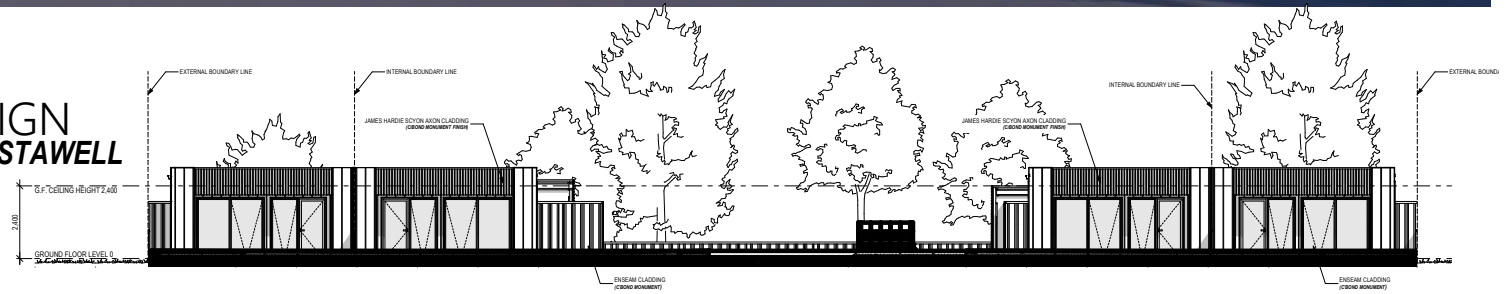 EXTERNAL BOUNDARY LINE
INTERNAL BOUNDARY LINE
INTERNAL BOUNDARY LINE
EXTERNAL BOUNDA
IGN
STAWELL
JAMES HARDIE SCYON AXON CLADDING
(C'BOND MONUMENT FINISH)
JAMES HARDIE SCYON AXON CLADDING
(C'BOND MONUMENT FINISH)
G.F. CEILING HEIGHT 2,400
2,400
GROUND FLOOR LEVEL 0
ENSEAM CLADDING
(C'BOND MONUMENT)
ENSEAM CLADDING
(C'BOND MONUMENT)